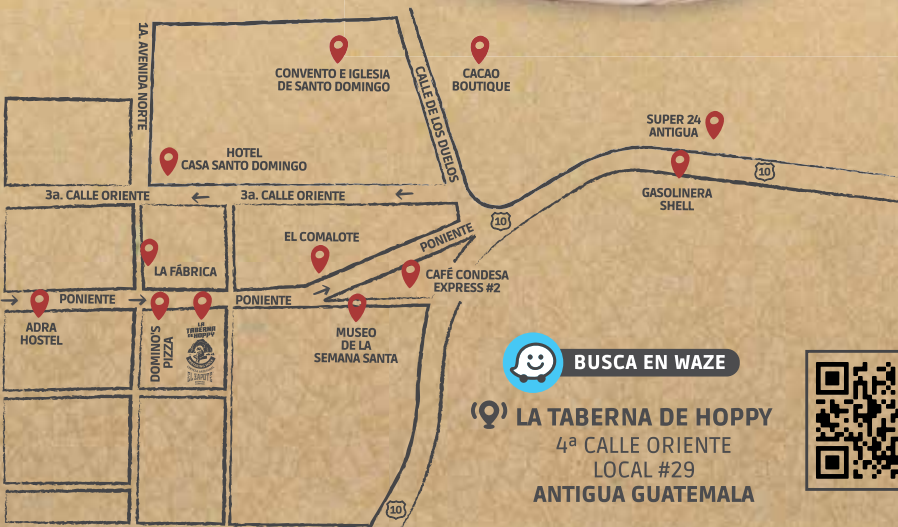 1A. AVENIDA NORTE
CONVENTO E IGLESIA
DE SANTO DOMINGO
CALLE DE LOS DUELOS
CACAO
BOUTIQUE
SUPER 24
ANTIGUA
10
GASOLINERA
SHELL
HOTEL
CASA SANTO DOMINGO
3a. CALLE ORIENTE
3a. CALLE ORIENTE
10
EL COMALOTE
PONIENTE
LA FÁBRICA
CAFÉ CONDESA
EXPRESS #2
PONIENTE
PONIENTE
ADRA
HOSTEL
DOMINO'S
PIZZA
LA
TABERNA
DE HOPPY
MUSEO
DE LA
SEMANA SANTA
BUSCA EN WAZE
LA TABERNA DE HOPPY
4ª CALLE ORIENTE
LOCAL #29
ANTIGUA GUATEMALA
10